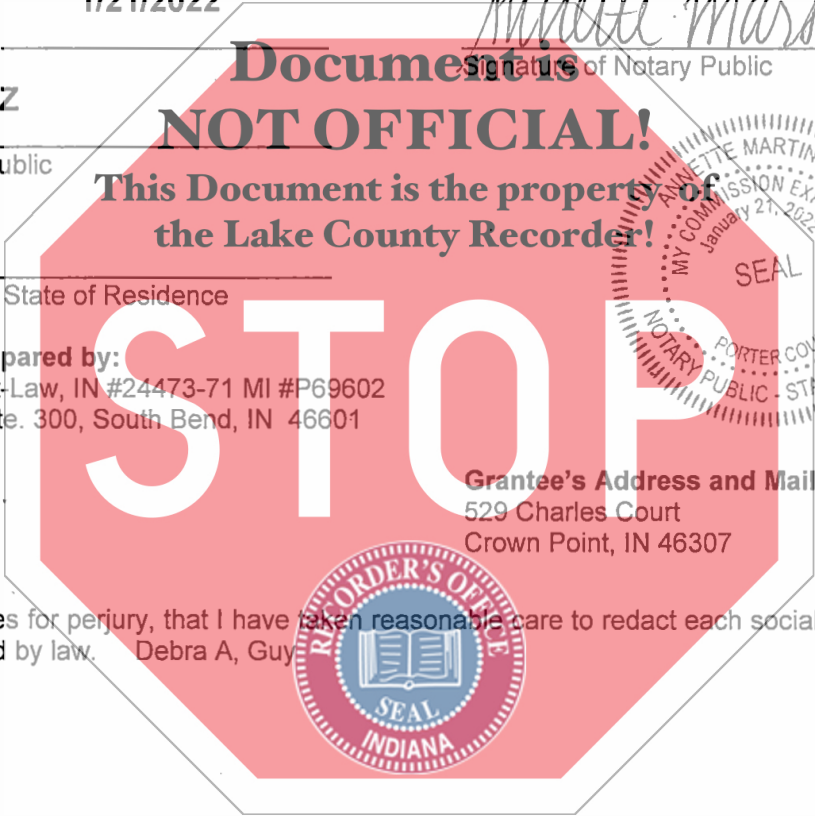 1/21/2022
Document is
Signature of Notary Public
NOT OFFICIAL!
Z
ublic
This Document is the property of
the Lake County Recorder!
ANNETTE MARTIN
MY COMMISSION EX
January 21, 2022
SEAL
PORTER COU
NOTARY PUBLIC - STA
State of Residence
STOP
pared by:
-Law, IN #24473-71 MI #P69602
te. 300, South Bend, IN 46601
Grantee's Address and Mail
529 Charles Court
Crown Point, IN 46307
es for perjury, that I have taken reasonable care to redact each social
d by law. Debra A, Guy
RECORDER'S OFFICE
SEAL
INDIANA